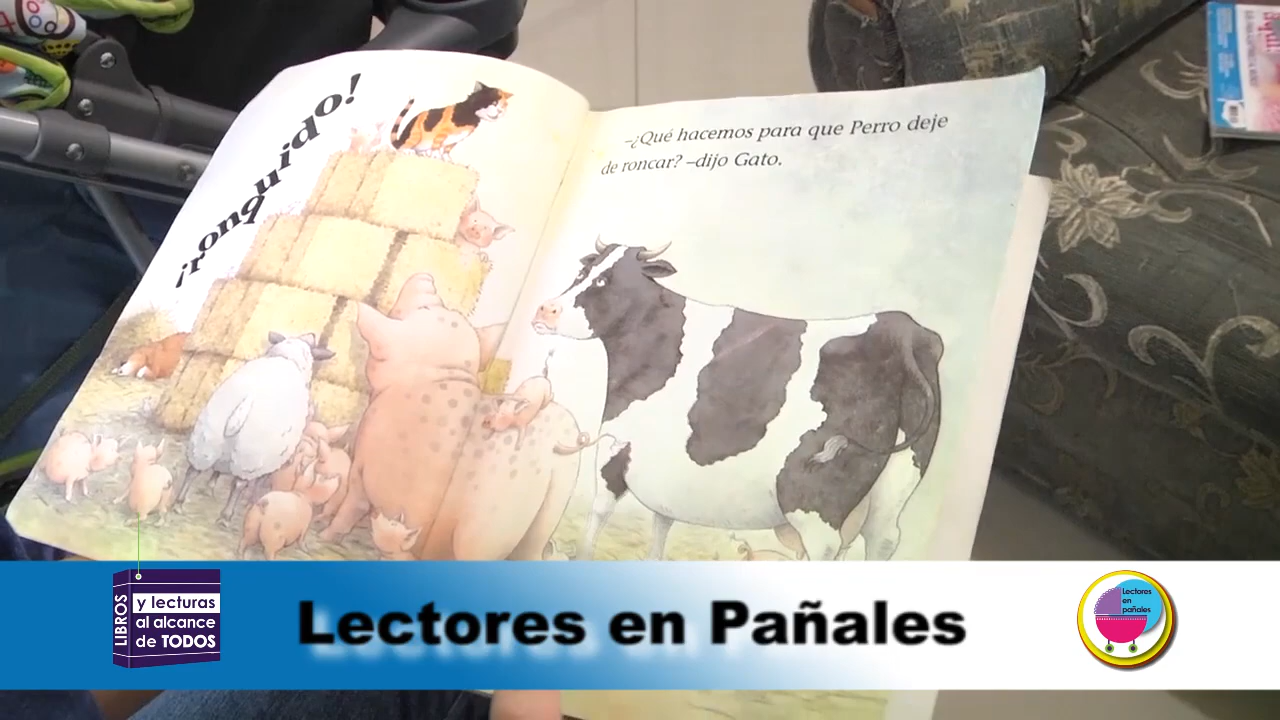 ¡ronquido!
–¿Qué hacemos para que Perro deje
de roncar? –dijo Gato.
LIBROS
y lecturas
al alcance
de TODOS
Lectores en Pañales
Lectores
en
pañales